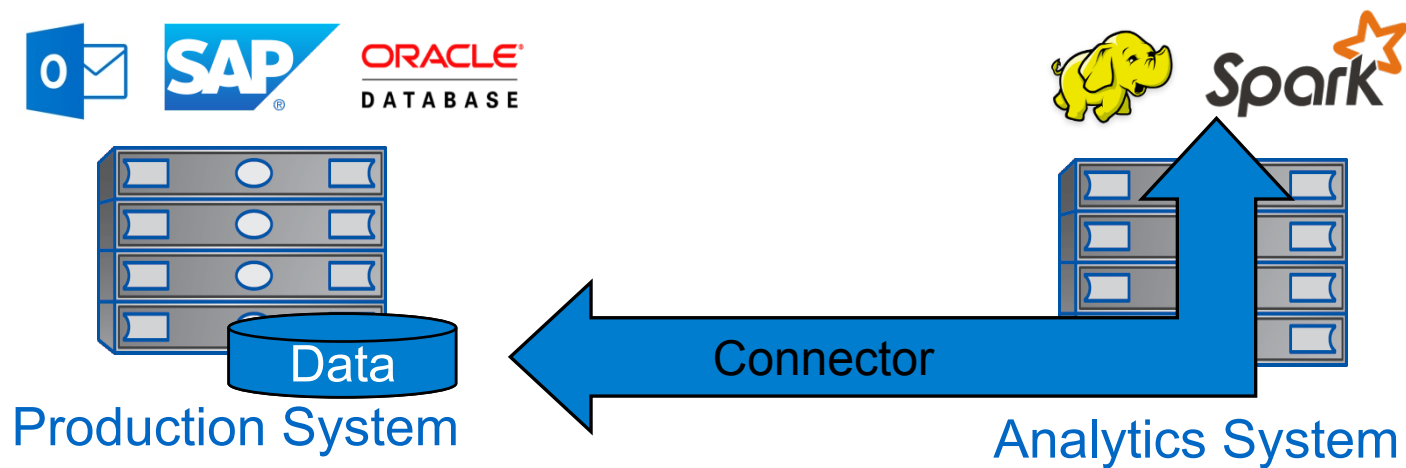 O
SAP
®
ORACLE®
DATABASE
Spark
Data
Connector
Production System
Analytics System